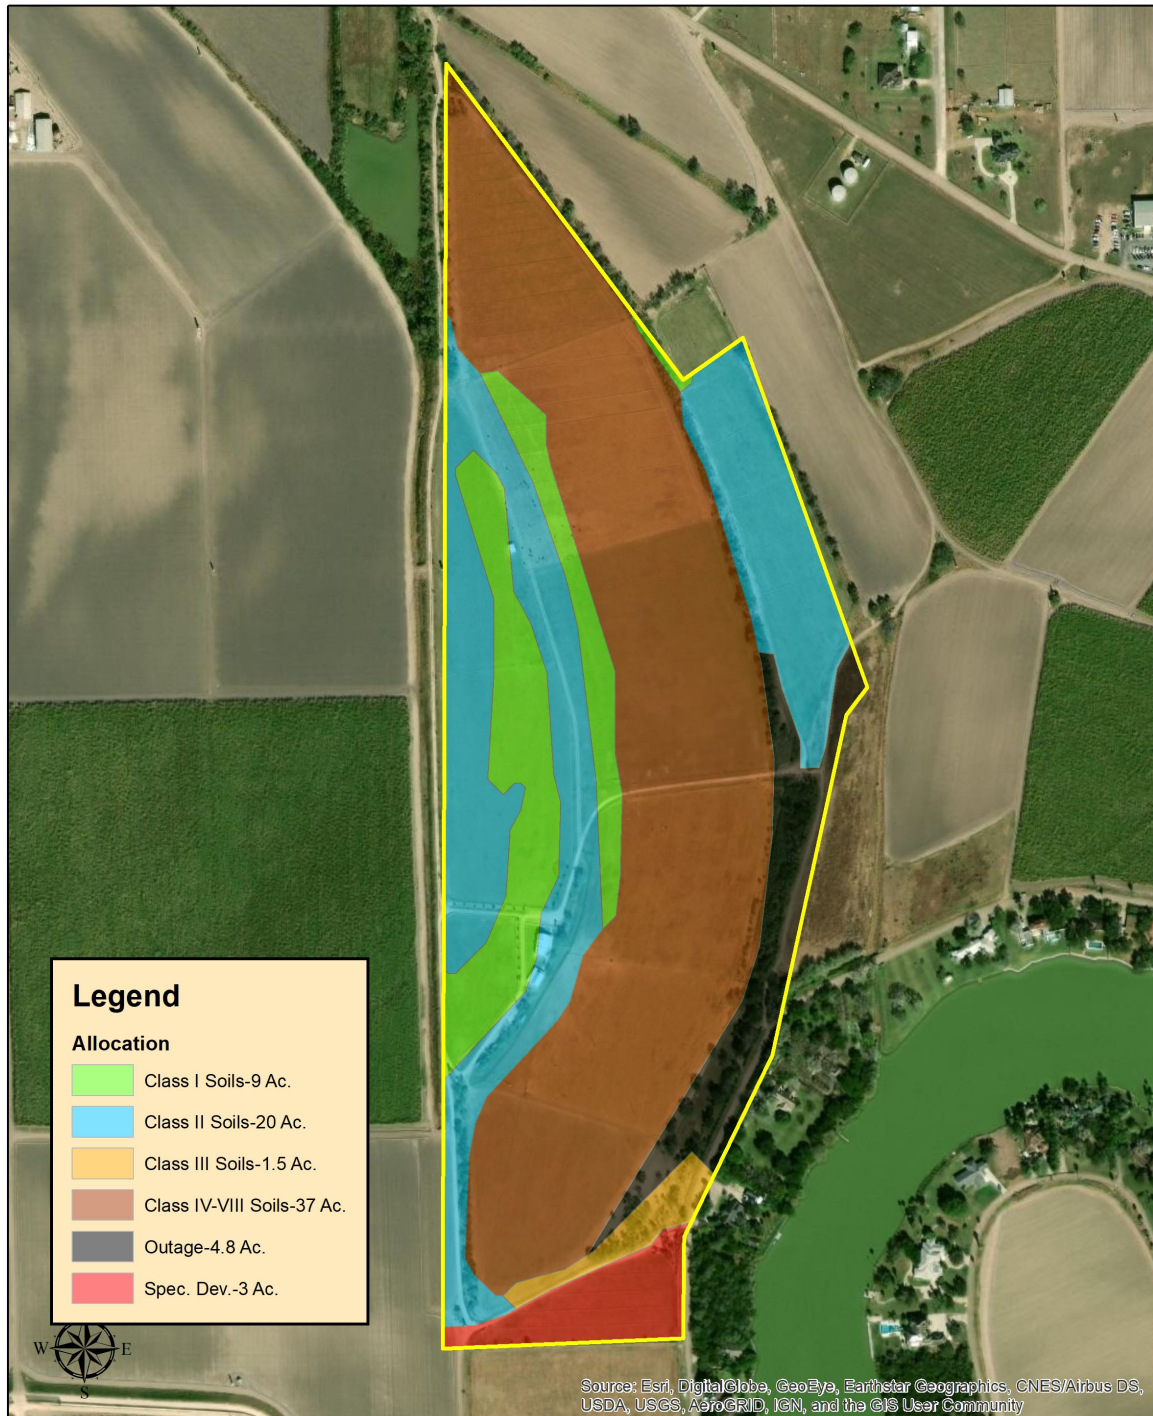 Legend
Allocation
Class I Soils-9 Ac.
Class II Soils-20 Ac.
Class III Soils-1.5 Ac.
Class IV-VIII Soils-37 Ac.
Outage-4.8 Ac.
Spec. Dev.-3 Ac.
W E
S
Source: Esri, DigitalGlobe, GeoEye, Earthstar Geographics, CNES/Airbus DS,
USDA, USGS, AeroGRID, IGN, and the GIS User Community